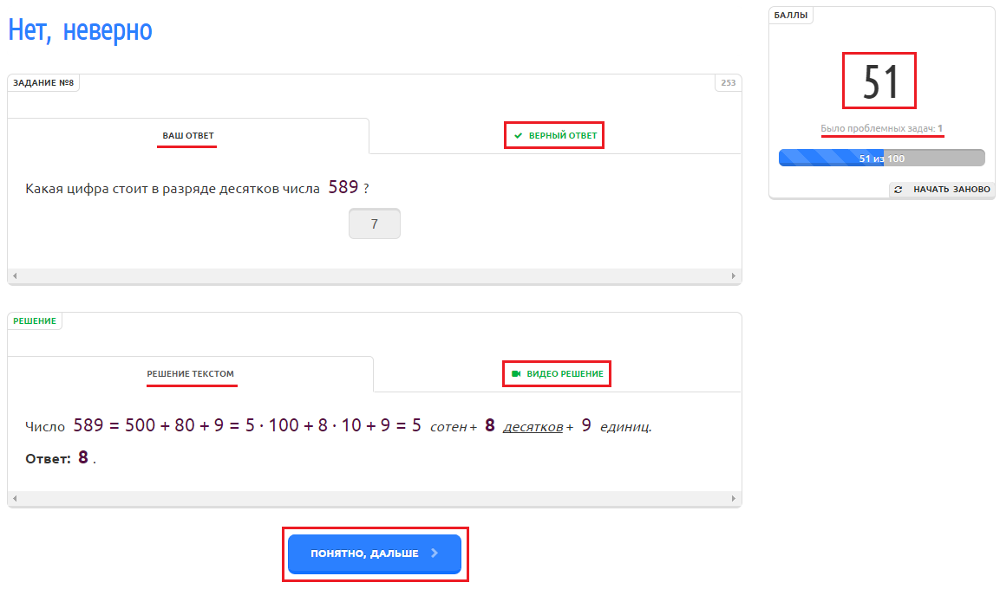 Нет, неверно
ЗАДАНИЕ №8
253
ВАШ ОТВЕТ
ВЕРНЫЙ ОТВЕТ
Какая цифра стоит в разряде десятков числа 589 ?
7
РЕШЕНИЕ
РЕШЕНИЕ ТЕКСТОМ
ВИДЕО РЕШЕНИЕ
Число 589 = 500 + 80 + 9 = 5 · 100 + 8 · 10 + 9 = 5 сотен + 8 десятков + 9 единиц.
Ответ: 8 .
ПОНЯТНО, ДАЛЬШЕ
БАЛЛЫ
51
Было проблемных задач: 1
51 из 100
НАЧАТЬ ЗАНОВО